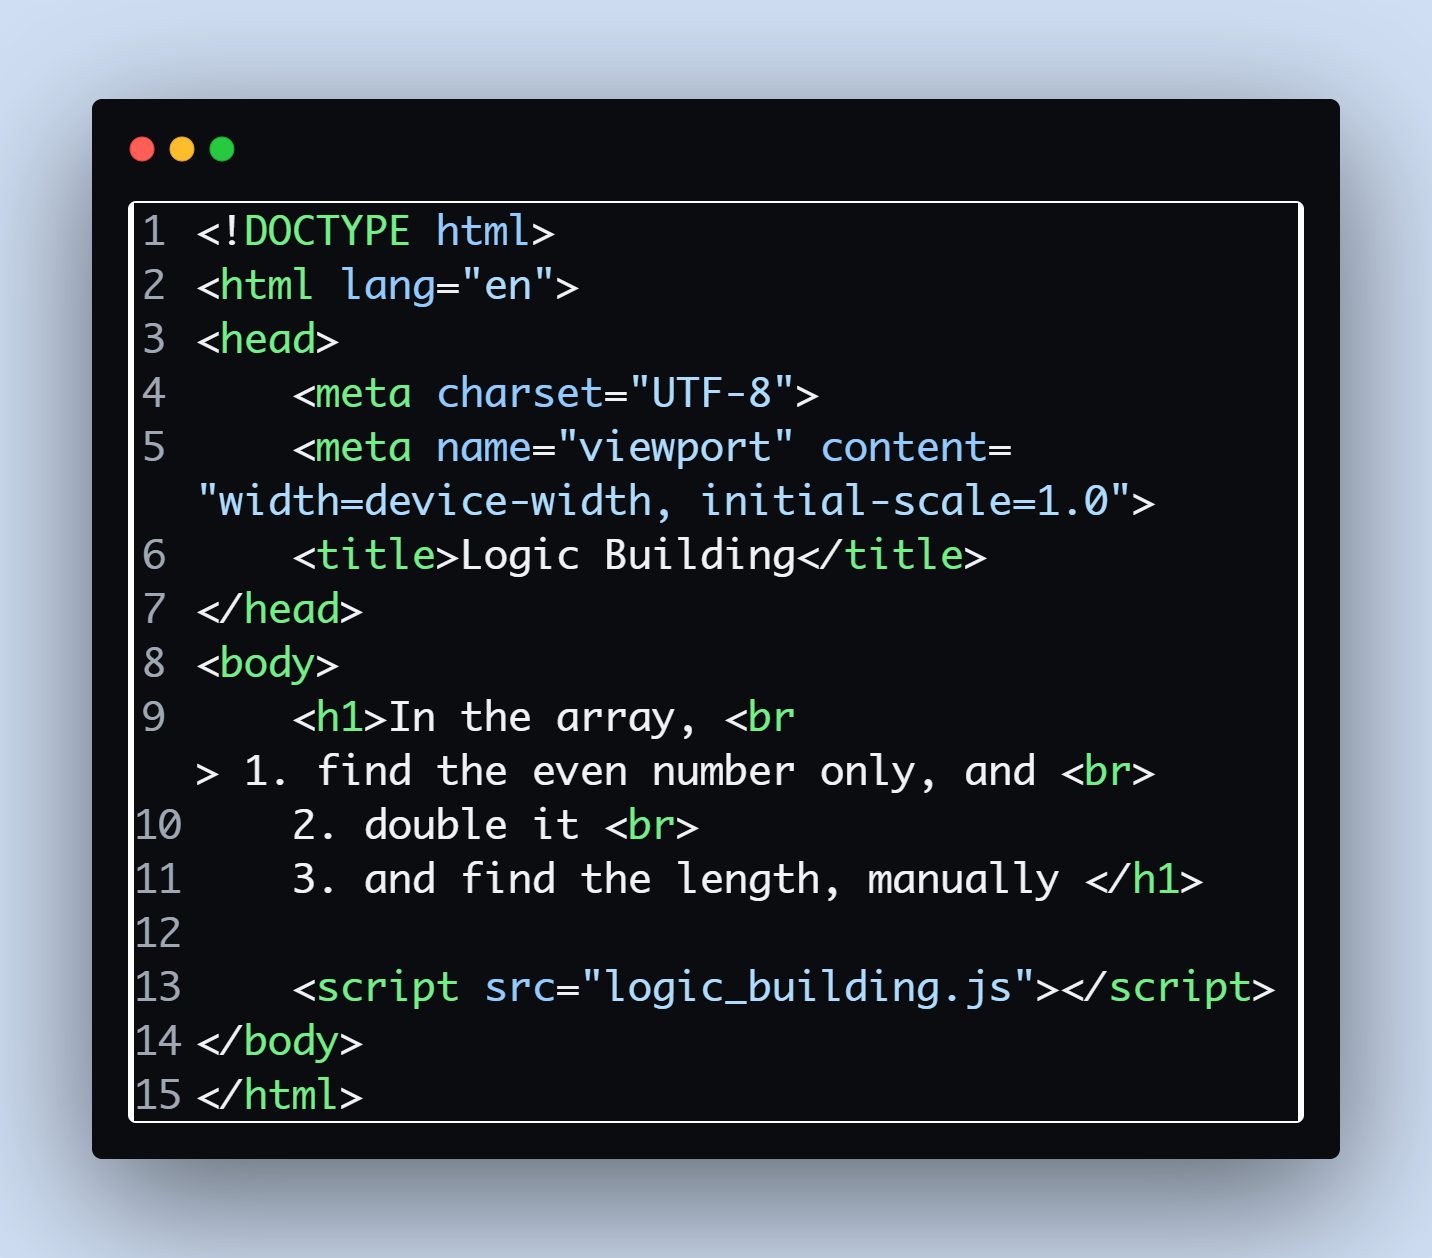 1 <!DOCTYPE html>
2 <html lang="en">
3 <head>
4     <meta charset="UTF-8">
5     <meta name="viewport" content=
"width=device-width, initial-scale=1.0">
6     <title>Logic Building</title>
7 </head>
8 <body>
9     <h1>In the array, <br
> 1. find the even number only, and <br>
10     2. double it <br>
11     3. and find the length, manually </h1>
12
13     <script src="logic_building.js"></script>
14 </body>
15 </html>